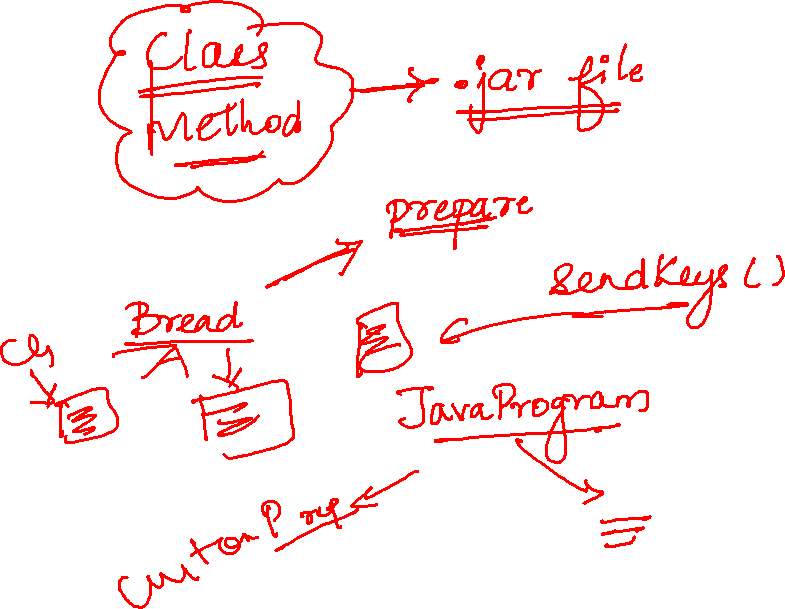 Class
Method
.jar file
prepare
SendKeys ()
Bread
JavaProgram